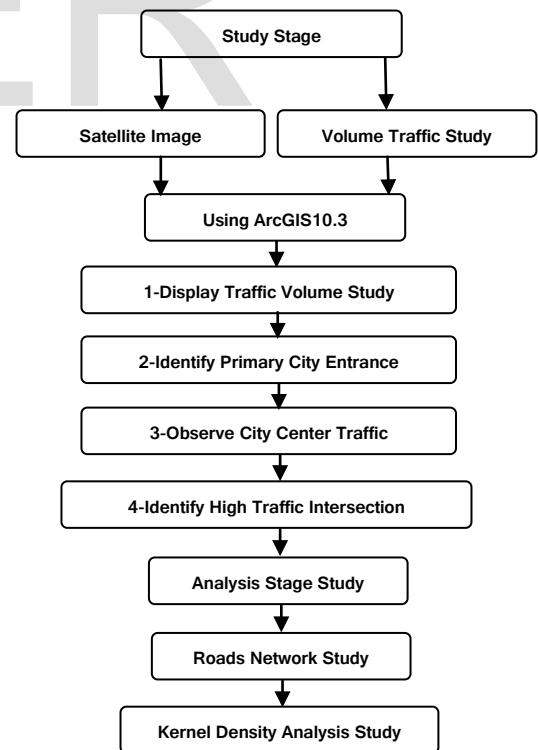 Study Stage
Satellite Image
Volume Traffic Study
Using ArcGIS10.3
1-Display Traffic Volume Study
2-Identify Primary City Entrance
3-Observe City Center Traffic
4-Identify High Traffic Intersection
Analysis Stage Study
Roads Network Study
Kernel Density Analysis Study